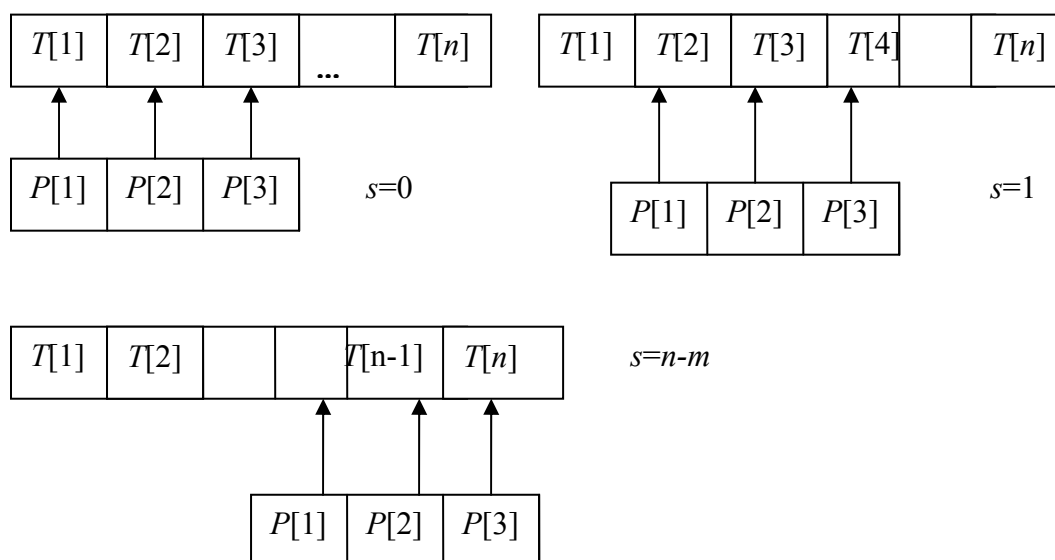 T[1] T[2] T[3] ... T[n]
P[1] P[2] P[3] s=0
T[1] T[2] T[3] T[4] T[n]
P[1] P[2] P[3] s=1
T[1] T[2] T[n-1] T[n] s=n-m
P[1] P[2] P[3]